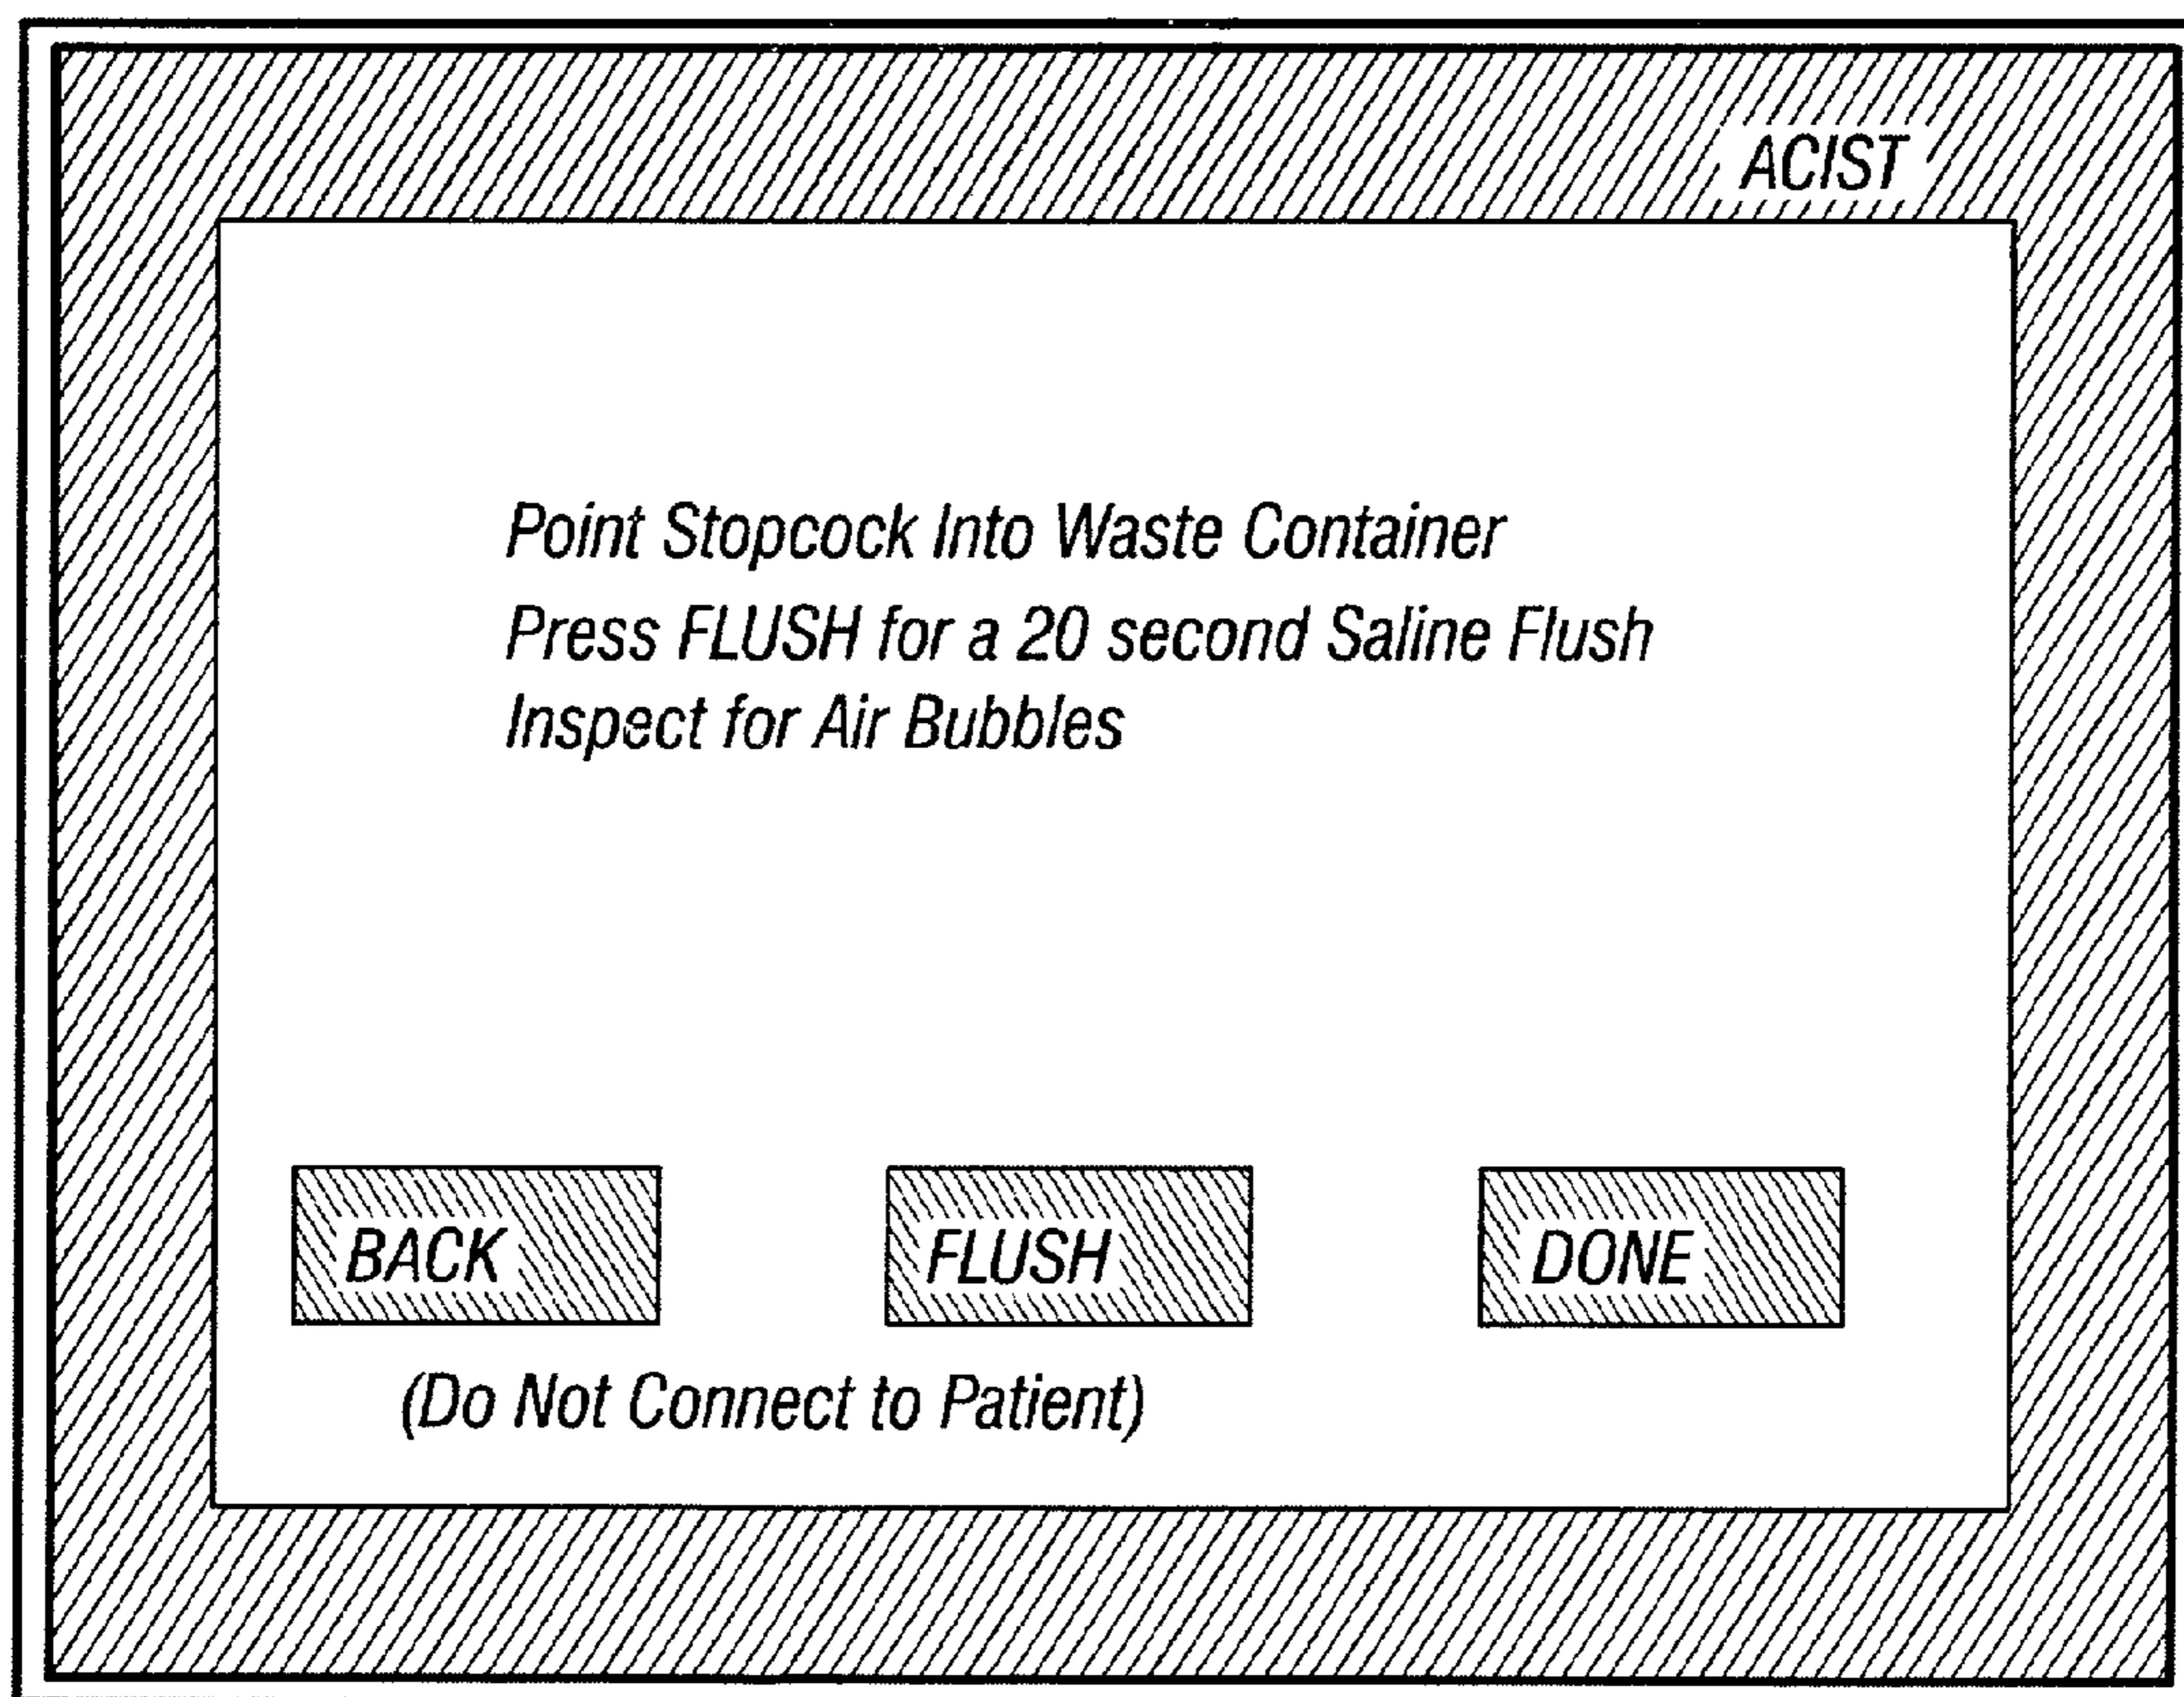 ACIST
Point Stopcock Into Waste Container
Press FLUSH for a 20 second Saline Flush
Inspect for Air Bubbles
BACK FLUSH DONE
(Do Not Connect to Patient)